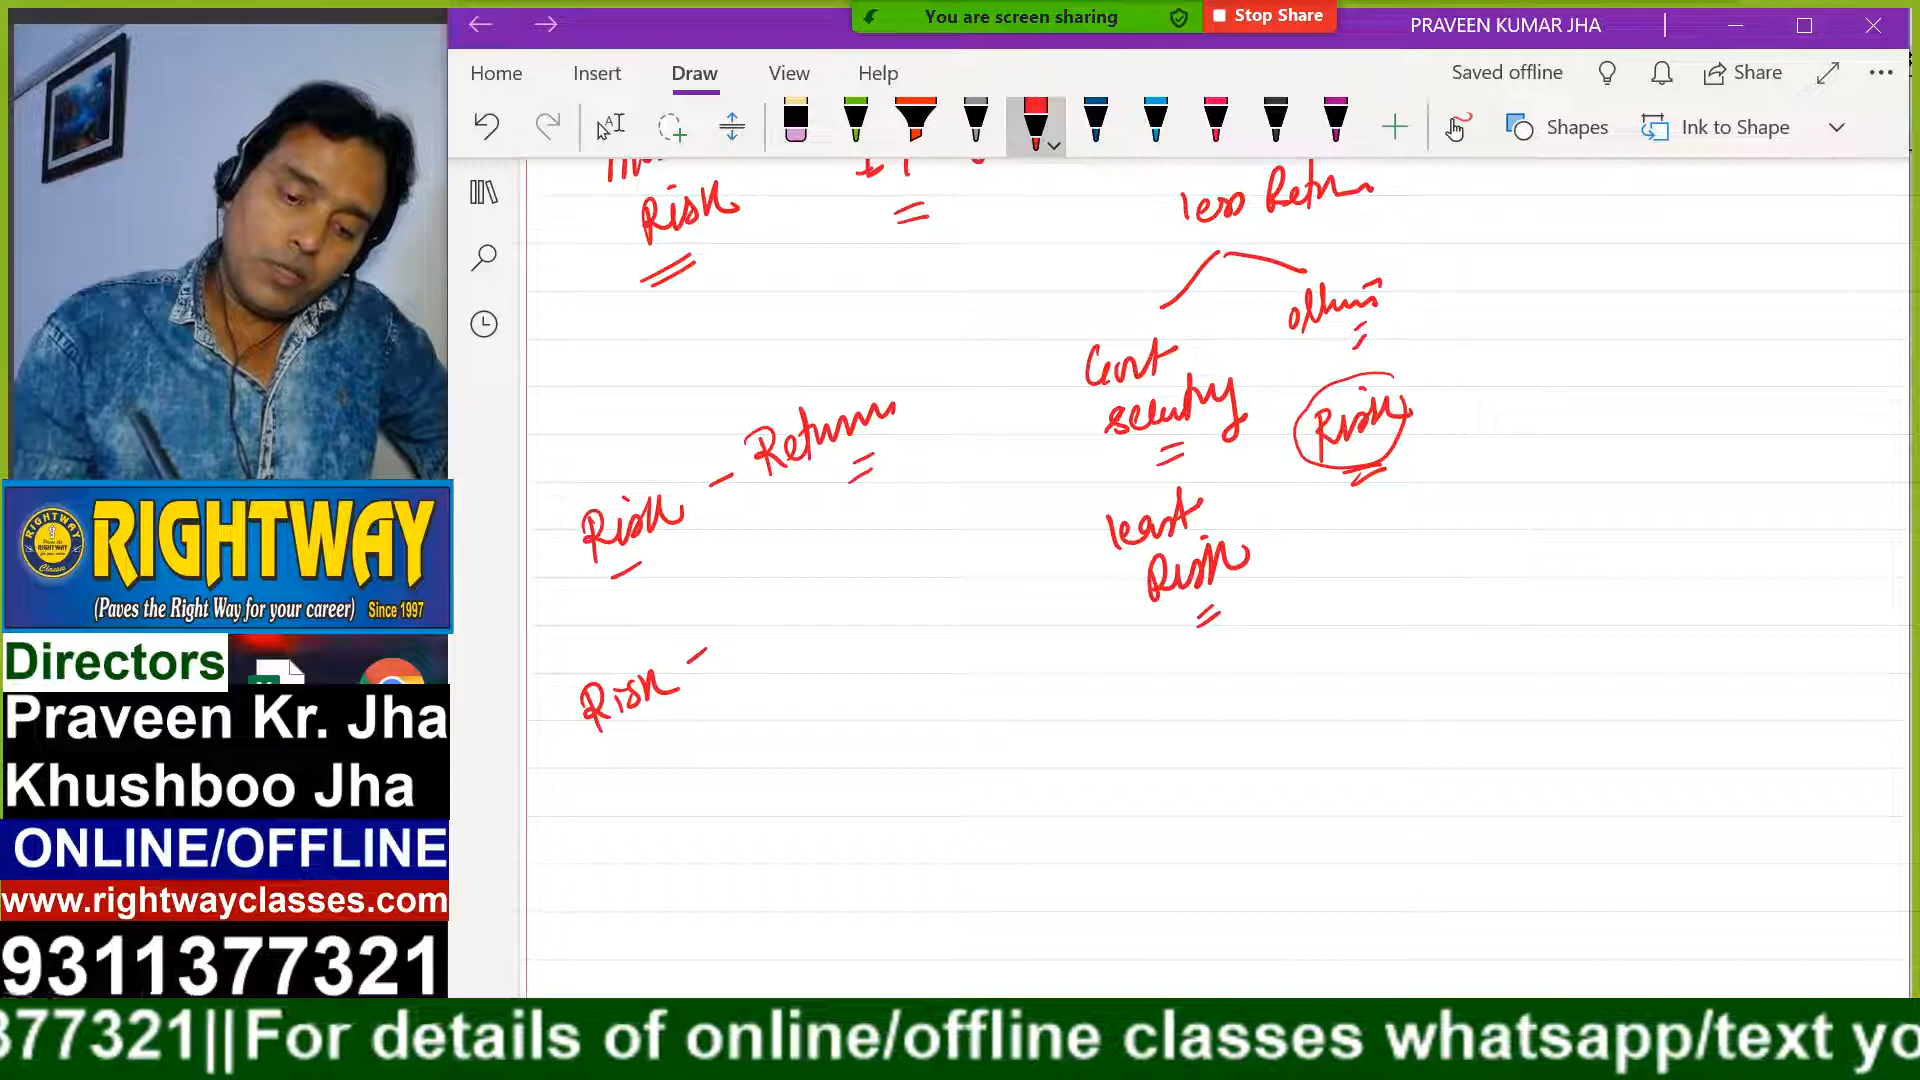 You are screen sharing
Stop Share
PRAVEEN KUMAR JHA
Home Insert Draw View Help
Saved offline
Share
Shapes
Ink to Shape
Risk
less Return
others
Govt
security
Risk
Risk - Return
least
Risk
Risk -
RIGHTWAY
RIGHTWAY
(Paves the Right Way for your career) Since 1997
Directors
Praveen Kr. Jha
Khushboo Jha
ONLINE/OFFLINE
www.rightwayclasses.com
9311377321
377321||For details of online/offline classes whatsapp/text yo